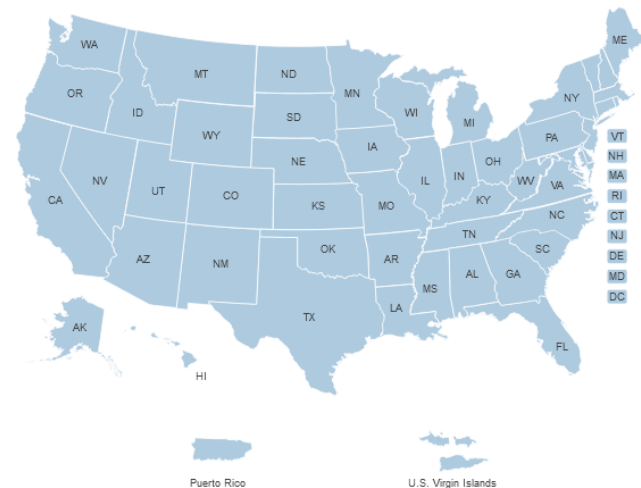 ME
WA
MT
ND
MN
OR
ID
WI
NY
SD
MI
WY
PA
VT
IA
NH
NE
OH
IL
IN
MA
NV
UT
WV
VA
CO
RI
CA
KS
MO
KY
CT
NC
TN
NJ
OK
SC
AZ
NM
AR
DE
AL
GA
MD
MS
DC
LA
TX
AK
FL
HI
Puerto Rico
U.S. Virgin Islands